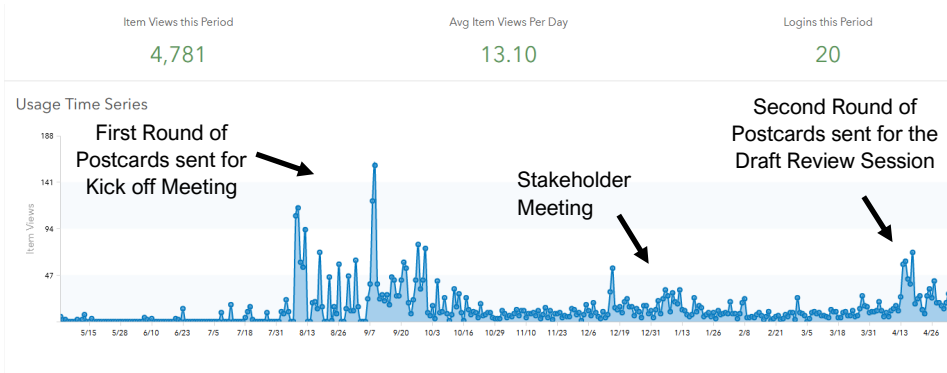 Item Views this Period
Avg Item Views Per Day
Logins this Period
4,781
13.10
20
Usage Time Series
First Round of
Postcards sent for
Kick off Meeting
Stakeholder
Meeting
Second Round of
Postcards sent for the
Draft Review Session
Item Views
188
141
94
47
5/15 5/28 6/10 6/23 7/5 7/18 7/31 8/13 8/26 9/7 9/20 10/3 10/16 10/29 11/10 11/23 12/6 12/19 12/31 1/13 1/26 2/8 2/21 3/5 3/18 3/31 4/13 4/26